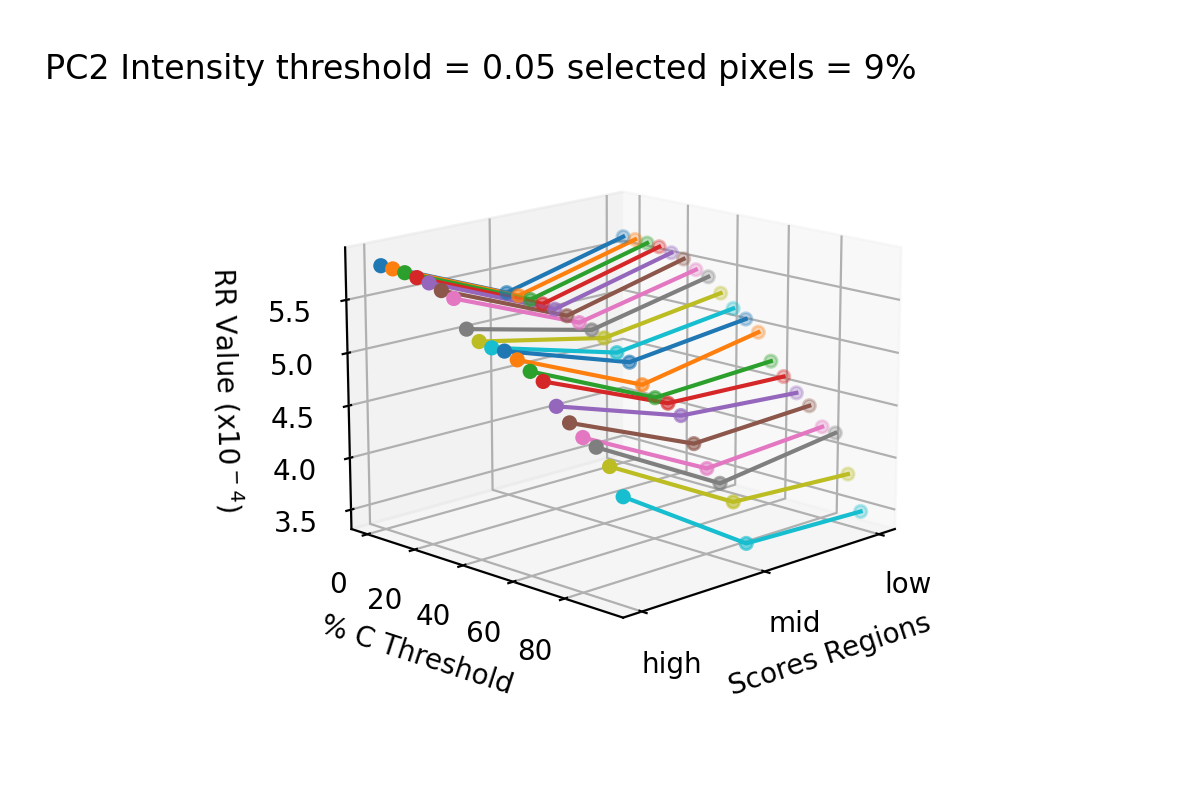 PC2 Intensity threshold = 0.05 selected pixels = 9%
RR Value (x10⁻⁴)
5.5
5.0
4.5
4.0
3.5
0
20
40
60
80
% C Threshold
high
mid
low
Scores Regions